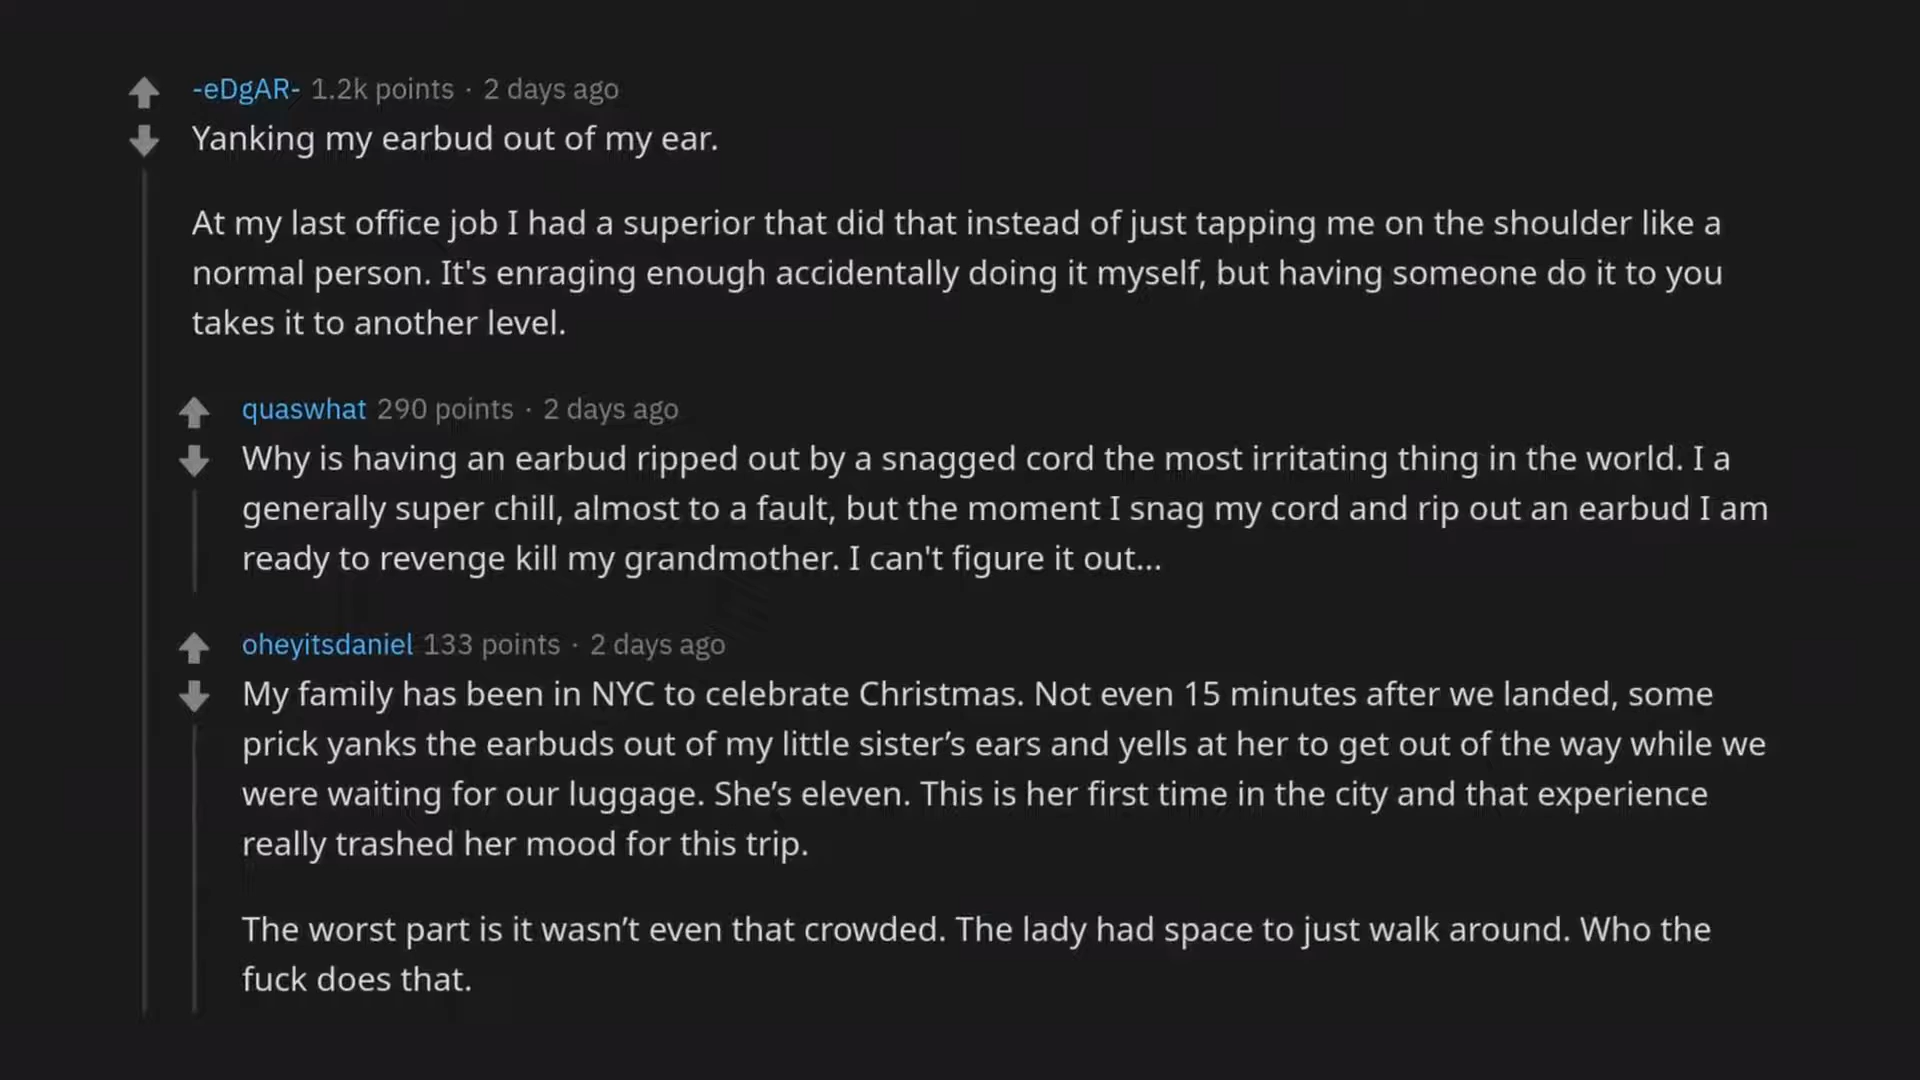 -eDgAR- 1.2k points · 2 days ago
Yanking my earbud out of my ear.
At my last office job I had a superior that did that instead of just tapping me on the shoulder like a
normal person. It's enraging enough accidentally doing it myself, but having someone do it to you
takes it to another level.
quaswhat 290 points · 2 days ago
Why is having an earbud ripped out by a snagged cord the most irritating thing in the world. I a
generally super chill, almost to a fault, but the moment I snag my cord and rip out an earbud I am
ready to revenge kill my grandmother. I can't figure it out...
oheyitsdaniel 133 points · 2 days ago
My family has been in NYC to celebrate Christmas. Not even 15 minutes after we landed, some
prick yanks the earbuds out of my little sister’s ears and yells at her to get out of the way while we
were waiting for our luggage. She’s eleven. This is her first time in the city and that experience
really trashed her mood for this trip.
The worst part is it wasn’t even that crowded. The lady had space to just walk around. Who the
fuck does that.